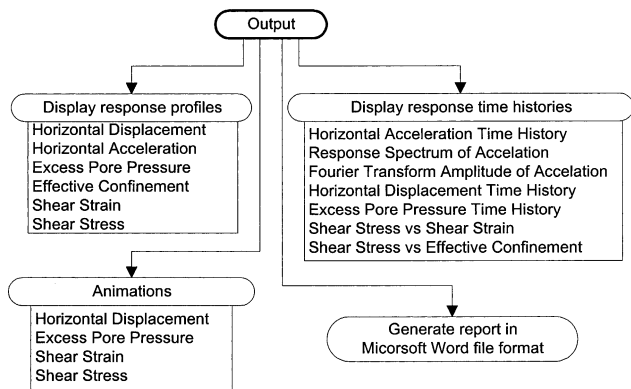 Output
Display response profiles
Horizontal Displacement
Horizontal Acceleration
Excess Pore Pressure
Effective Confinement
Shear Strain
Shear Stress
Display response time histories
Horizontal Acceleration Time History
Response Spectrum of Accelation
Fourier Transform Amplitude of Accelation
Horizontal Displacement Time History
Excess Pore Pressure Time History
Shear Stress vs Shear Strain
Shear Stress vs Effective Confinement
Animations
Horizontal Displacement
Excess Pore Pressure
Shear Strain
Shear Stress
Generate report in
Micorsoft Word file format